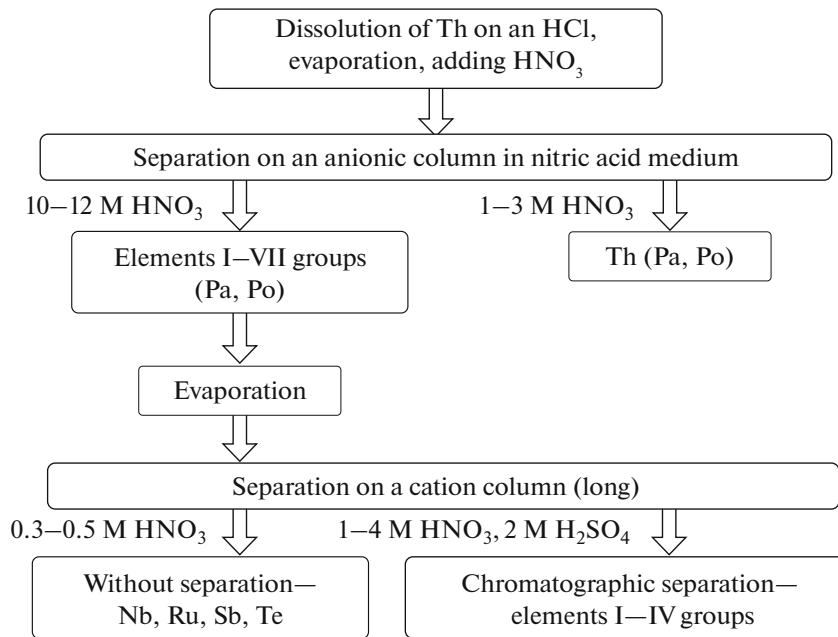 Dissolution of Th on an HCl,
evaporation, adding HNO₃
Separation on an anionic column in nitric acid medium
10–12 M HNO₃
1–3 M HNO₃
Elements I–VII groups
(Pa, Po)
Th (Pa, Po)
Evaporation
Separation on a cation column (long)
0.3–0.5 M HNO₃
1–4 M HNO₃, 2 M H₂SO₄
Without separation—
Nb, Ru, Sb, Te
Chromatographic separation—
elements I–IV groups